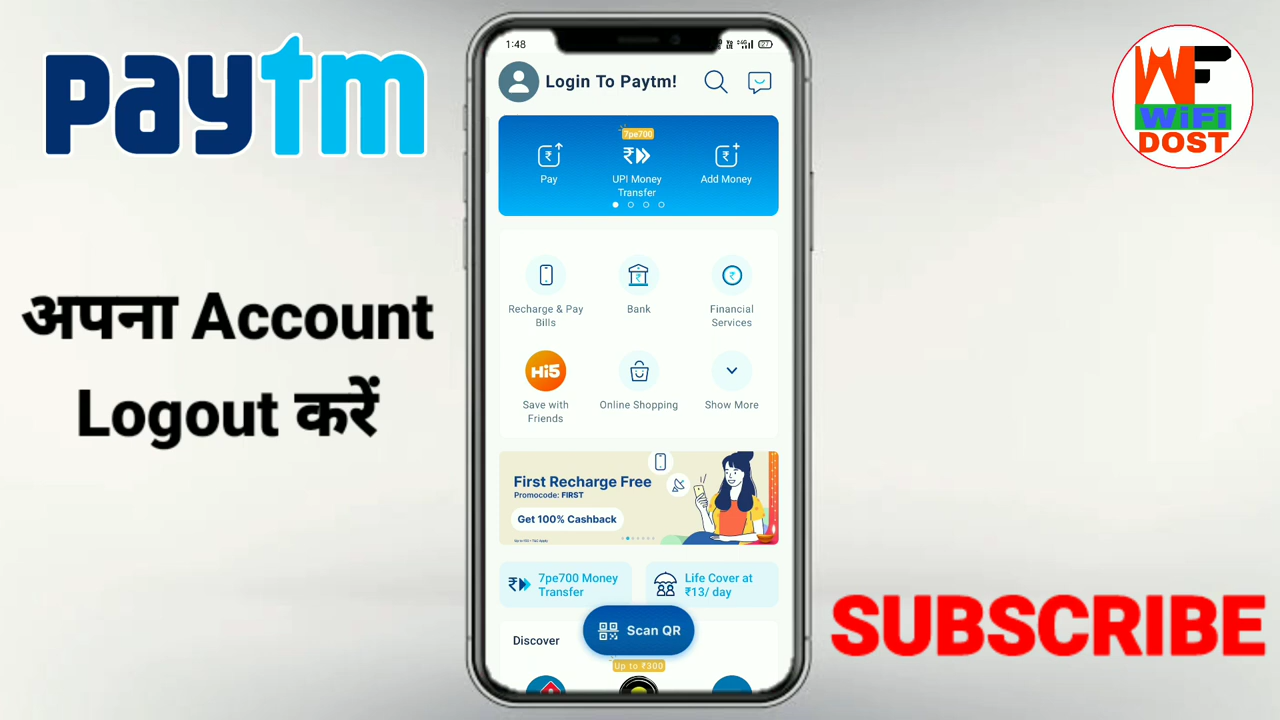 paytm
अपना Account
Logout करें
1:48
27
Login To Paytm!
7pe700
Pay
UPI Money
Transfer
Add Money
Recharge & Pay
Bills
Bank
Financial
Services
Hi5
Save with
Friends
Online Shopping
Show More
First Recharge Free
Promocode: FIRST
Get 100% Cashback
7pe700 Money
Transfer
Life Cover at
₹13/ day
Discover
Scan QR
Up to ₹300
WF
WiFi
DOST
SUBSCRIBE